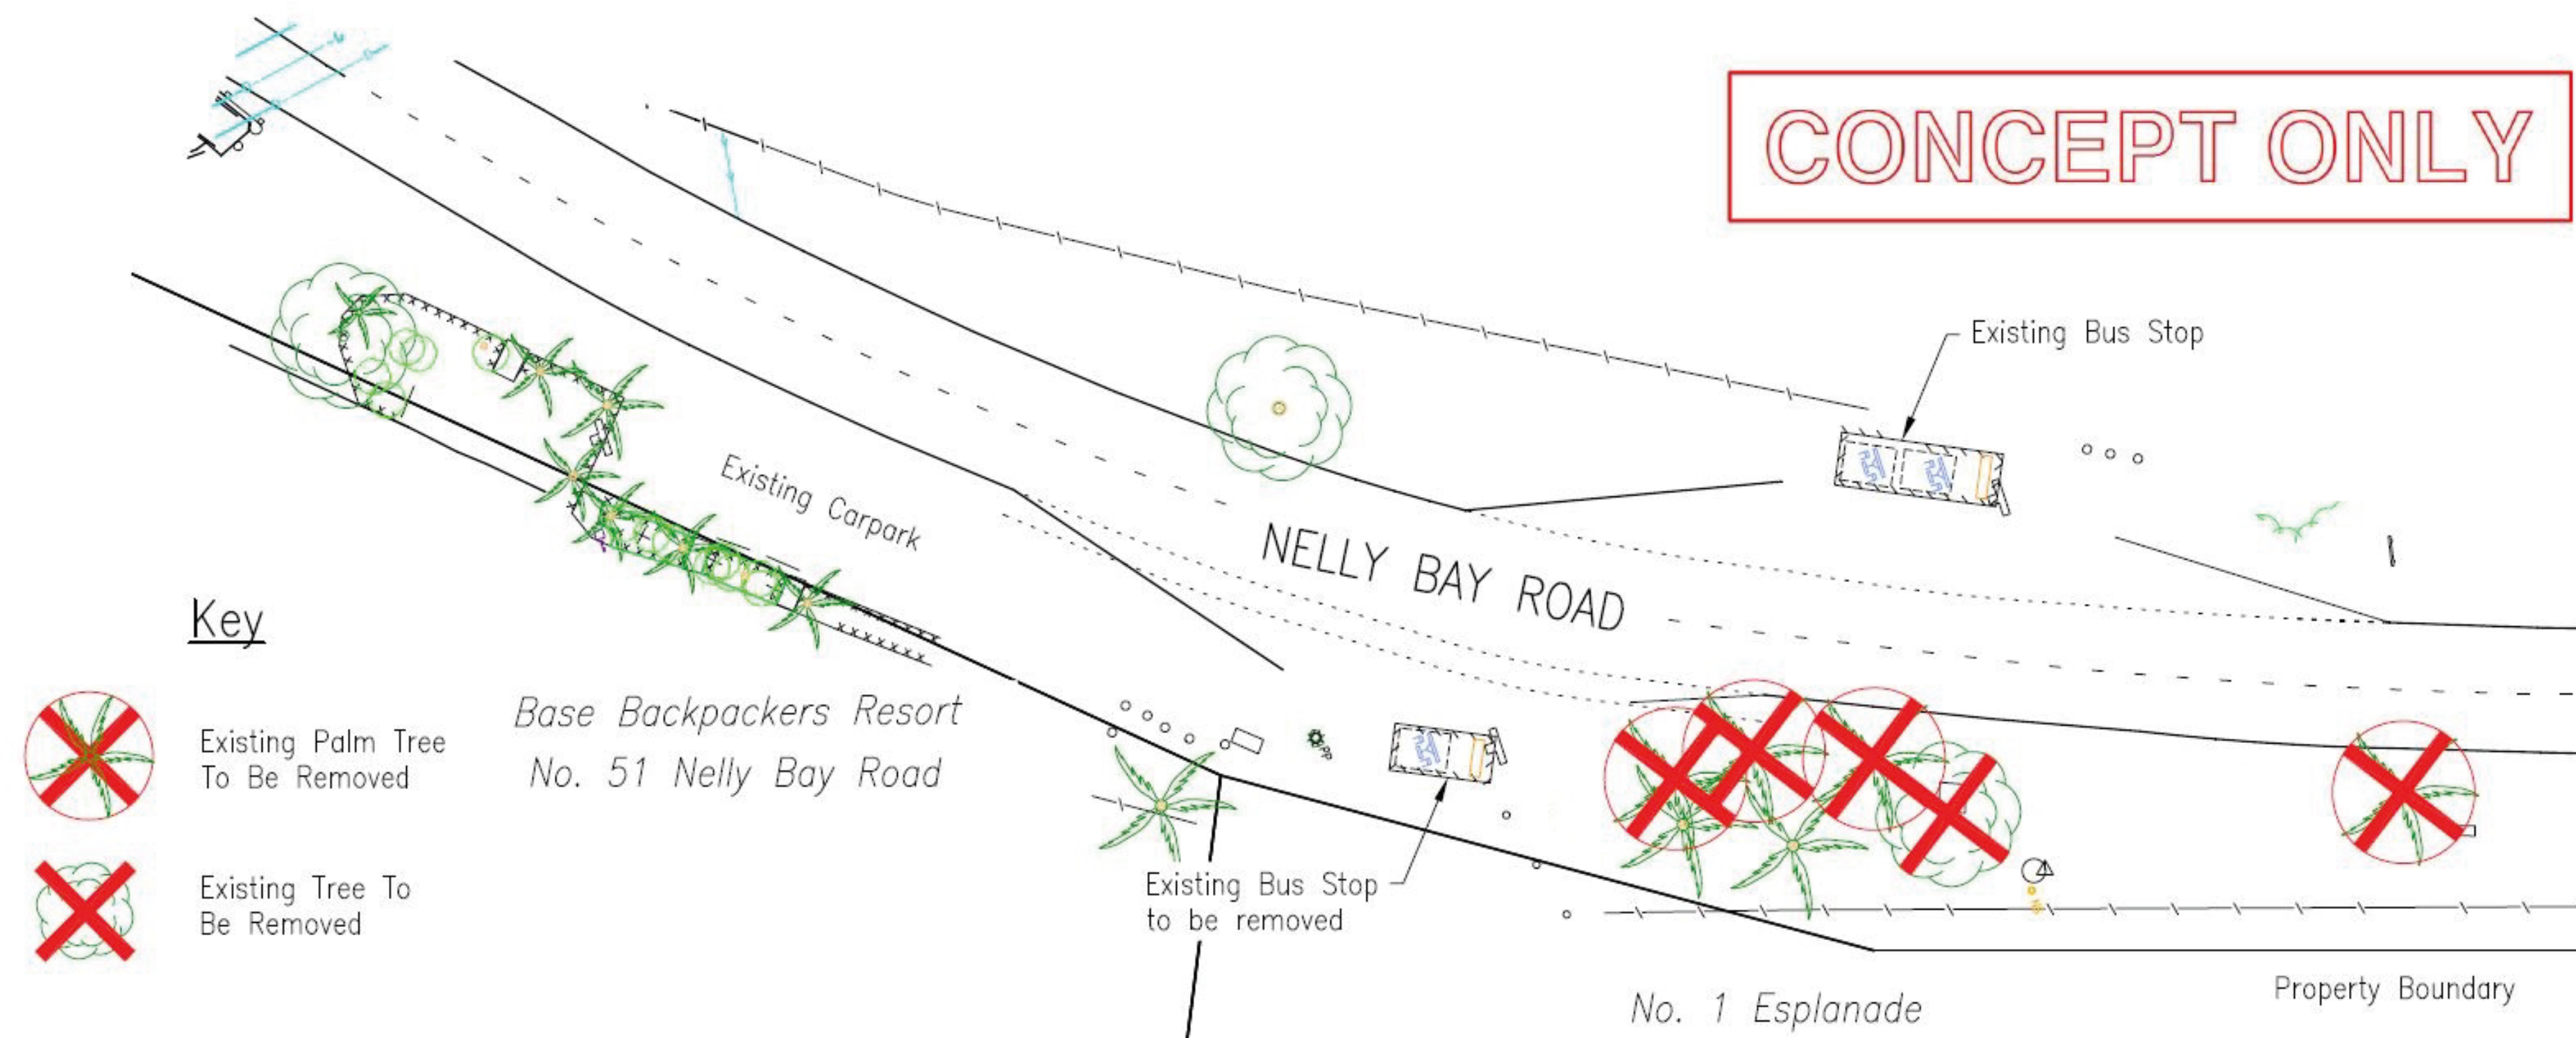 CONCEPT ONLY
Existing Bus Stop
Existing Carpark
NELLY BAY ROAD
Key
Existing Palm Tree
To Be Removed
Existing Tree To
Be Removed
Base Backpackers Resort
No. 51 Nelly Bay Road
PP
Existing Bus Stop
to be removed
No. 1 Esplanade
Property Boundary